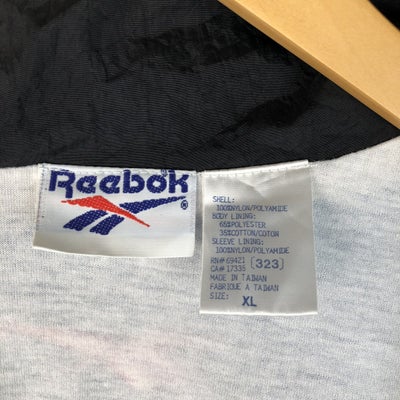 Reebok®
SHELL:
100%NYLON/POLYAMIDE
BODY LINING:
65%POLYESTER
35%COTTON/COTON
SLEEVE LINING:
100%NYLON/POLYAMIDE
RN# 69421 [323]
CA# 17335
MADE IN TAIWAN
FABRIQUE A TAIWAN
SIZE: XL